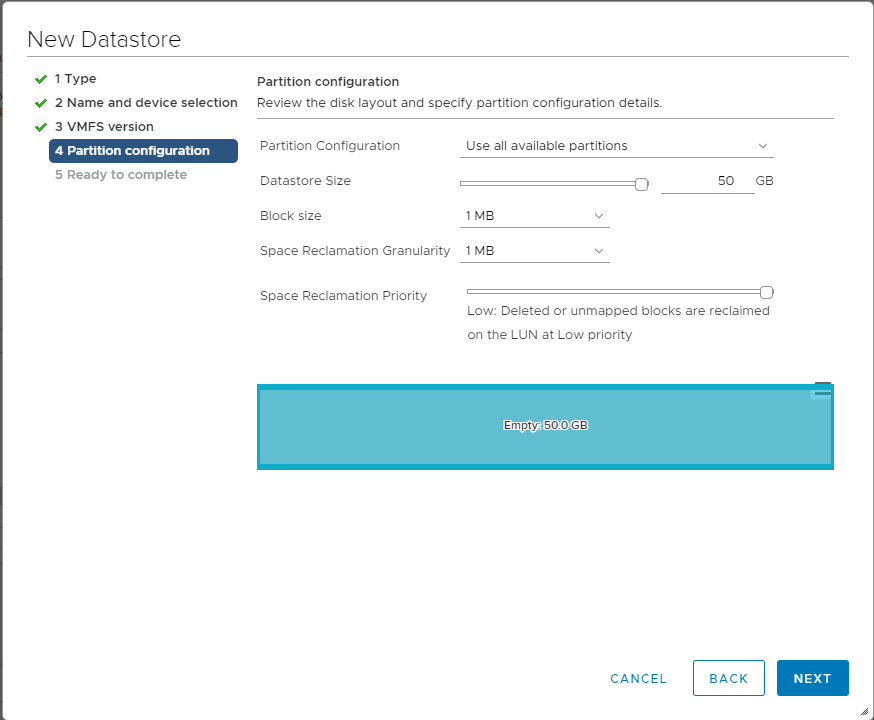 New Datastore
1 Type
2 Name and device selection
3 VMFS version
4 Partition configuration
5 Ready to complete
Partition configuration
Review the disk layout and specify partition configuration details.
Partition Configuration Use all available partitions
Datastore Size 50 GB
Block size 1 MB
Space Reclamation Granularity 1 MB
Space Reclamation Priority
Low: Deleted or unmapped blocks are reclaimed
on the LUN at Low priority
Empty: 50.0 GB
CANCEL BACK NEXT